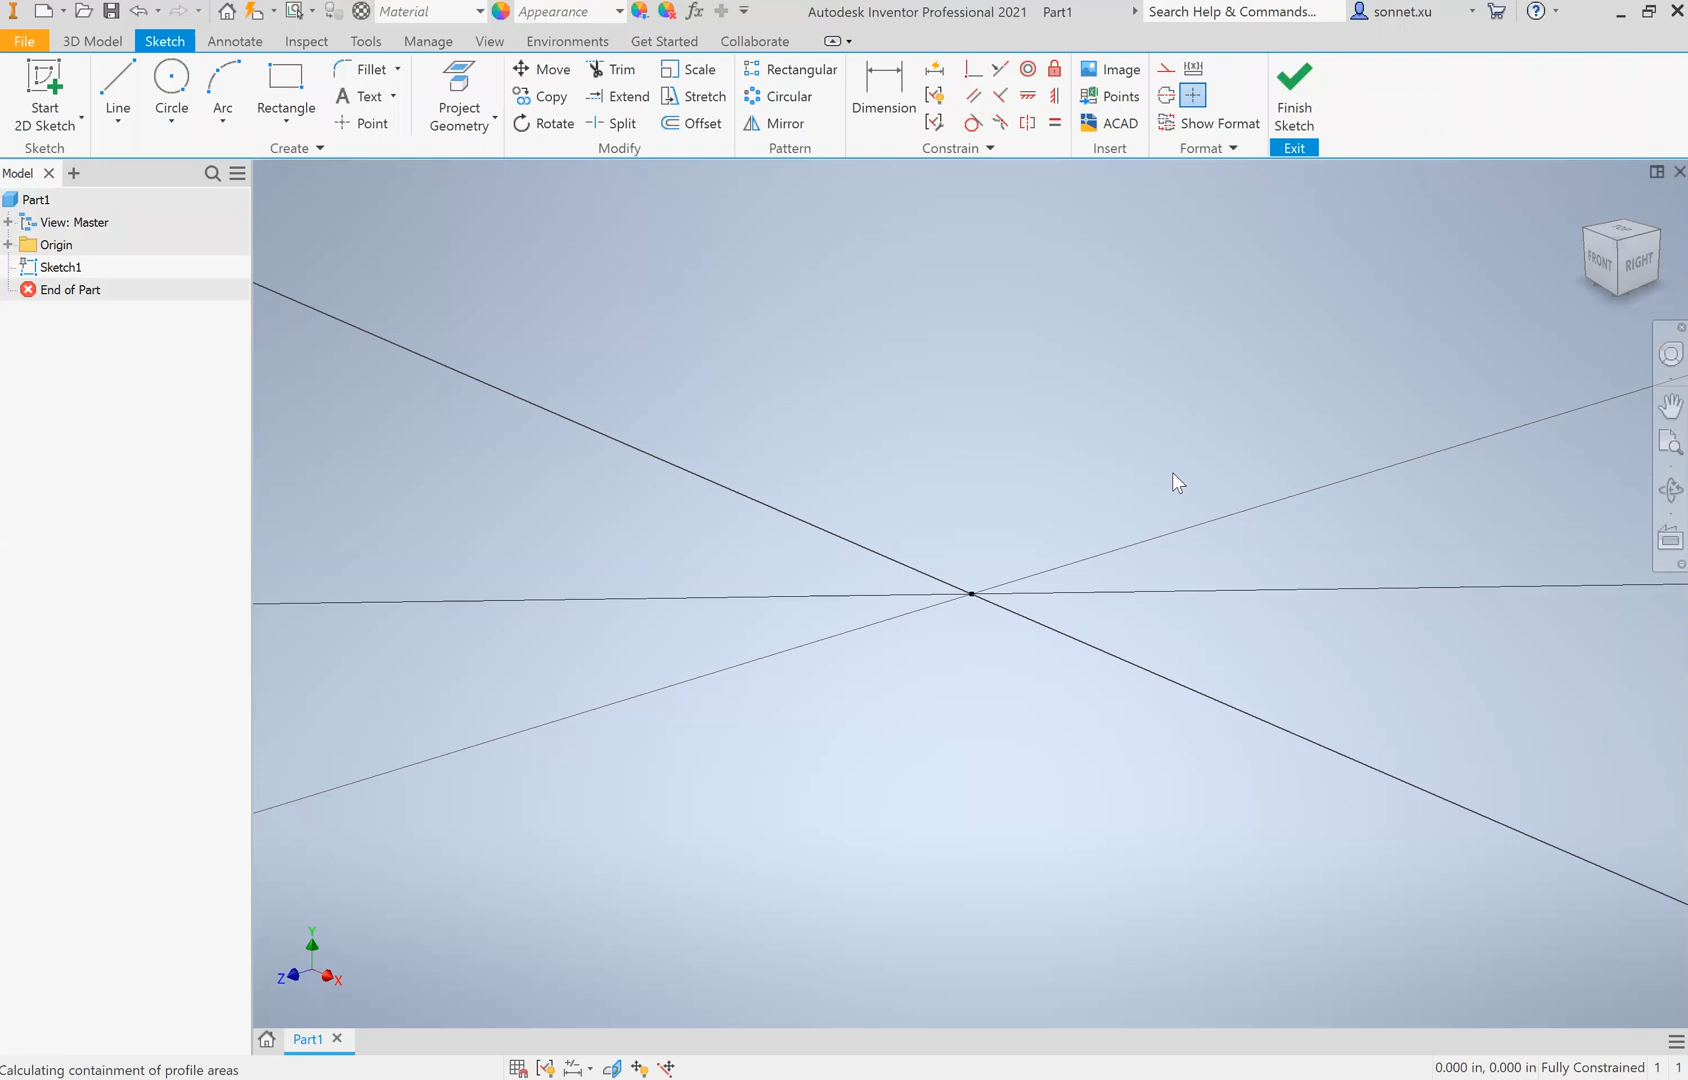 Material
Appearance
fx
Autodesk Inventor Professional 2021 Part1
Search Help & Commands...
sonnet.xu
File
3D Model
Sketch
Annotate
Inspect
Tools
Manage
View
Environments
Get Started
Collaborate
Start
2D Sketch
Line
Circle
Arc
Rectangle
Fillet
Text
Point
Project
Geometry
Move
Copy
Rotate
Trim
Extend
Split
Scale
Stretch
Offset
Rectangular
Circular
Mirror
Dimension
Image
Points
ACAD
Show Format
Finish
Sketch
Sketch
Create
Modify
Pattern
Constrain
Insert
Format
Exit
Model
Part1
View: Master
Origin
Sketch1
End of Part
TOP
FRONT
RIGHT
Y
Z
X
Part1
Calculating containment of profile areas
0.000 in, 0.000 in Fully Constrained 1 1